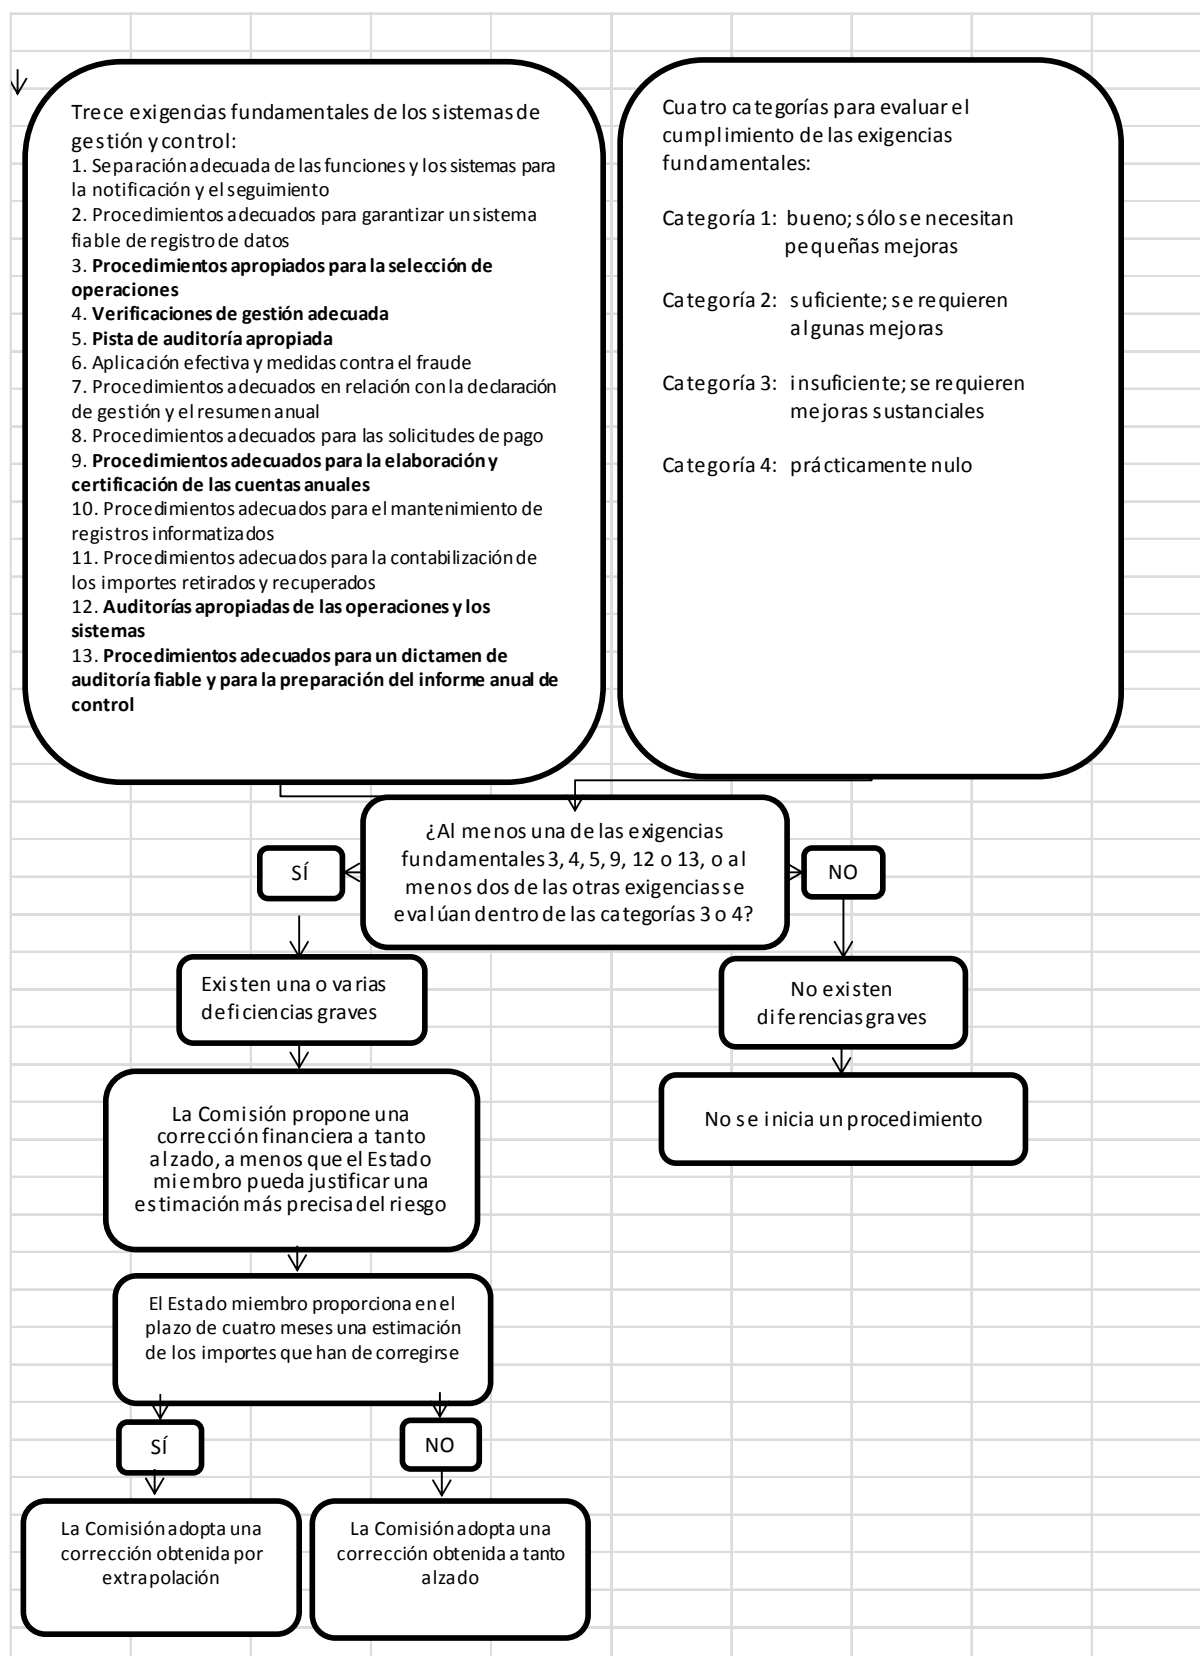 Trece exigencias fundamentales de los sistemas de
gestión y control:
1. Separación adecuada de las funciones y los sistemas para
la notificación y el seguimiento
2. Procedimientos adecuados para garantizar un sistema
fiable de registro de datos
3. Procedimientos apropiados para la selección de
operaciones
4. Verificaciones de gestión adecuada
5. Pista de auditoría apropiada
6. Aplicación efectiva y medidas contra el fraude
7. Procedimientos adecuados en relación con la declaración
de gestión y el resumen anual
8. Procedimientos adecuados para las solicitudes de pago
9. Procedimientos adecuados para la elaboración y
certificación de las cuentas anuales
10. Procedimientos adecuados para el mantenimiento de
registros informatizados
11. Procedimientos adecuados para la contabilización de
los importes retirados y recuperados
12. Auditorías apropiadas de las operaciones y los
sistemas
13. Procedimientos adecuados para un dictamen de
auditoría fiable y para la preparación del informe anual de
control
Cuatro categorías para evaluar el
cumplimiento de las exigencias
fundamentales:
Categoría 1: bueno; sólo se necesitan
pequeñas mejoras
Categoría 2: suficiente; se requieren
algunas mejoras
Categoría 3: insuficiente; se requieren
mejoras sustanciales
Categoría 4: prácticamente nulo
¿Al menos una de las exigencias
fundamentales 3, 4, 5, 9, 12 o 13, o al
menos dos de las otras exigencias se
evalúan dentro de las categorías 3 o 4?
SÍ
NO
Existen una o varias
deficiencias graves
No existen
diferencias graves
La Comisión propone una
corrección financiera a tanto
alzado, a menos que el Estado
miembro pueda justificar una
estimación más precisa del riesgo
No se inicia un procedimiento
El Estado miembro proporciona en el
plazo de cuatro meses una estimación
de los importes que han de corregirse
SÍ
NO
La Comisión adopta una
corrección obtenida por
extrapolación
La Comisión adopta una
corrección obtenida a tanto
alzado